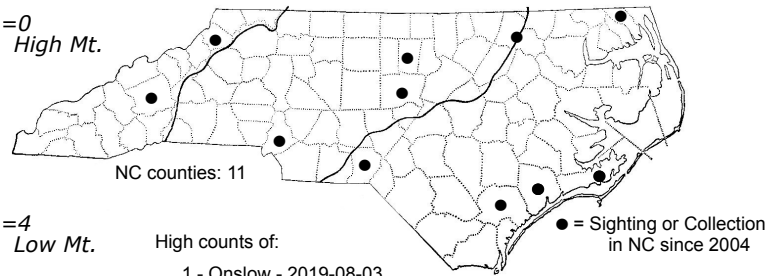 =0
High Mt.
NC counties: 11
=4
Low Mt.
High counts of:
● = Sighting or Collection
in NC since 2004
1 - Onslow - 2019-08-03